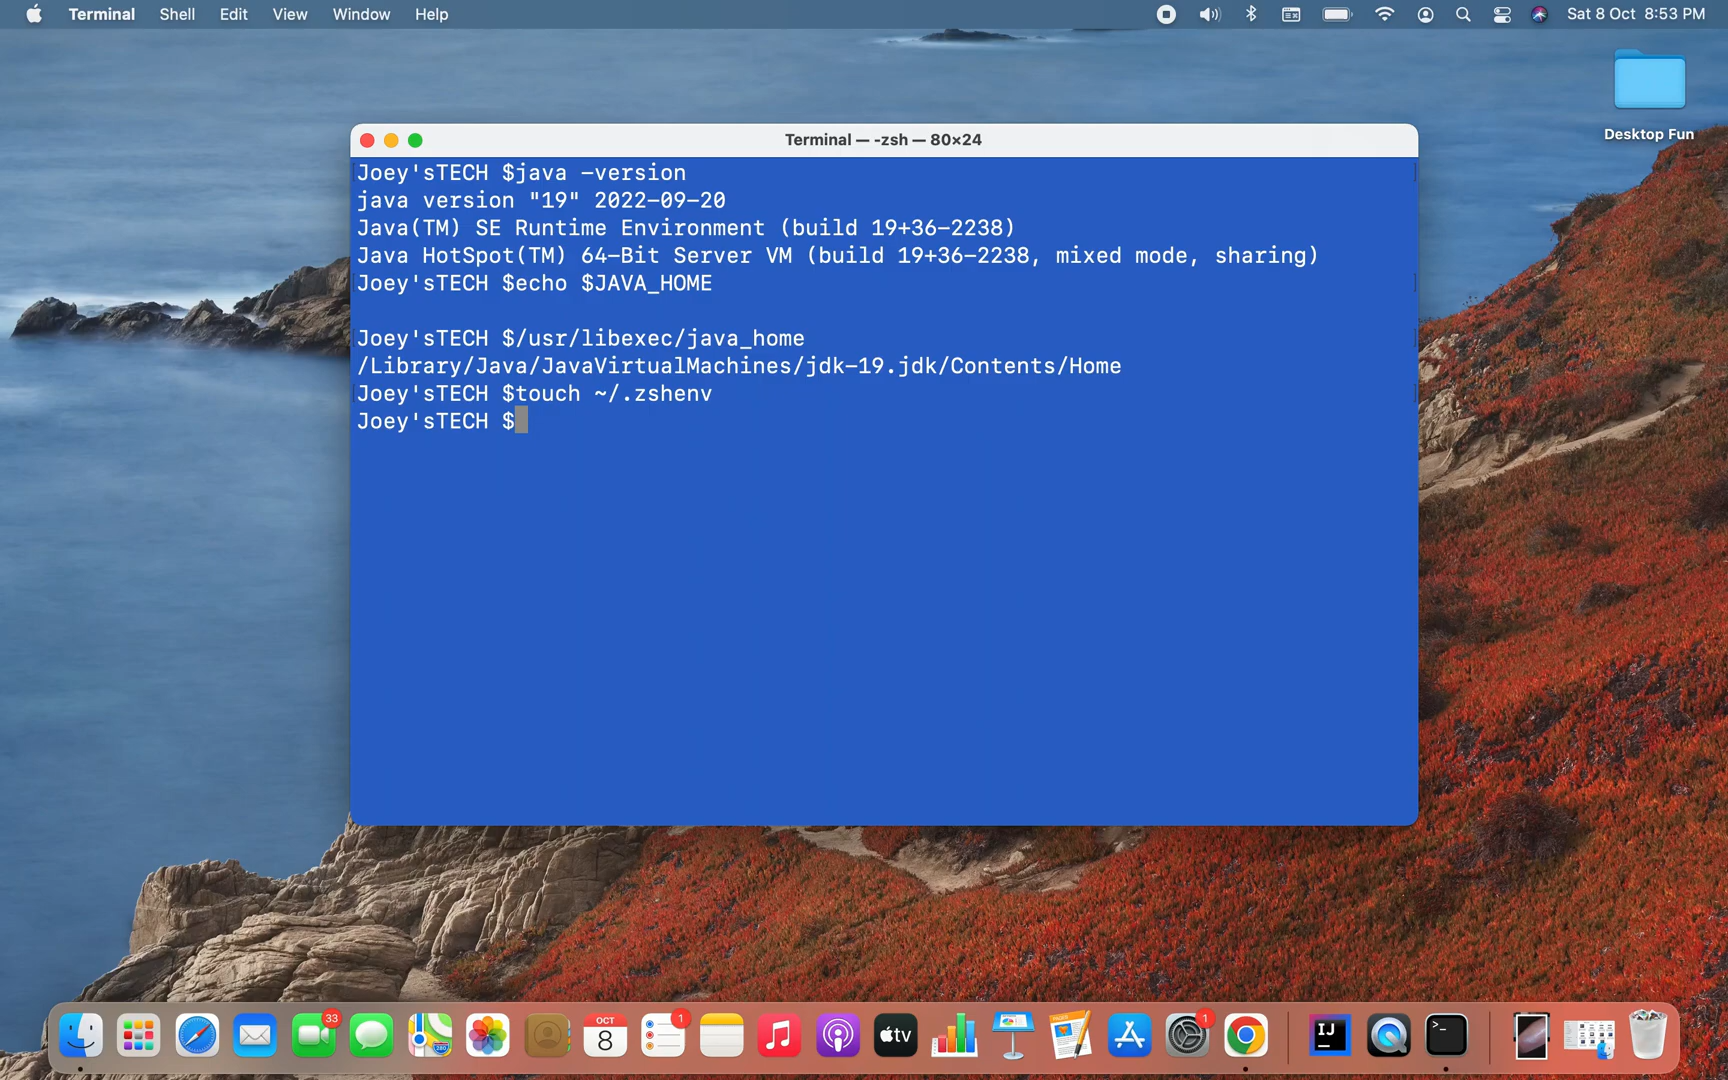 Terminal Shell Edit View Window Help Sat 8 Oct 8:53 PM
Desktop Fun
Terminal — -zsh — 80×24
Joey'sTECH $java -version
java version "19" 2022-09-20
Java(TM) SE Runtime Environment (build 19+36-2238)
Java HotSpot(TM) 64-Bit Server VM (build 19+36-2238, mixed mode, sharing)
Joey'sTECH $echo $JAVA_HOME
Joey'sTECH $/usr/libexec/java_home
/Library/Java/JavaVirtualMachines/jdk-19.jdk/Contents/Home
Joey'sTECH $touch ~/.zshenv
Joey'sTECH $
33
280
OCT
8
1
tv
1
IJ
>_